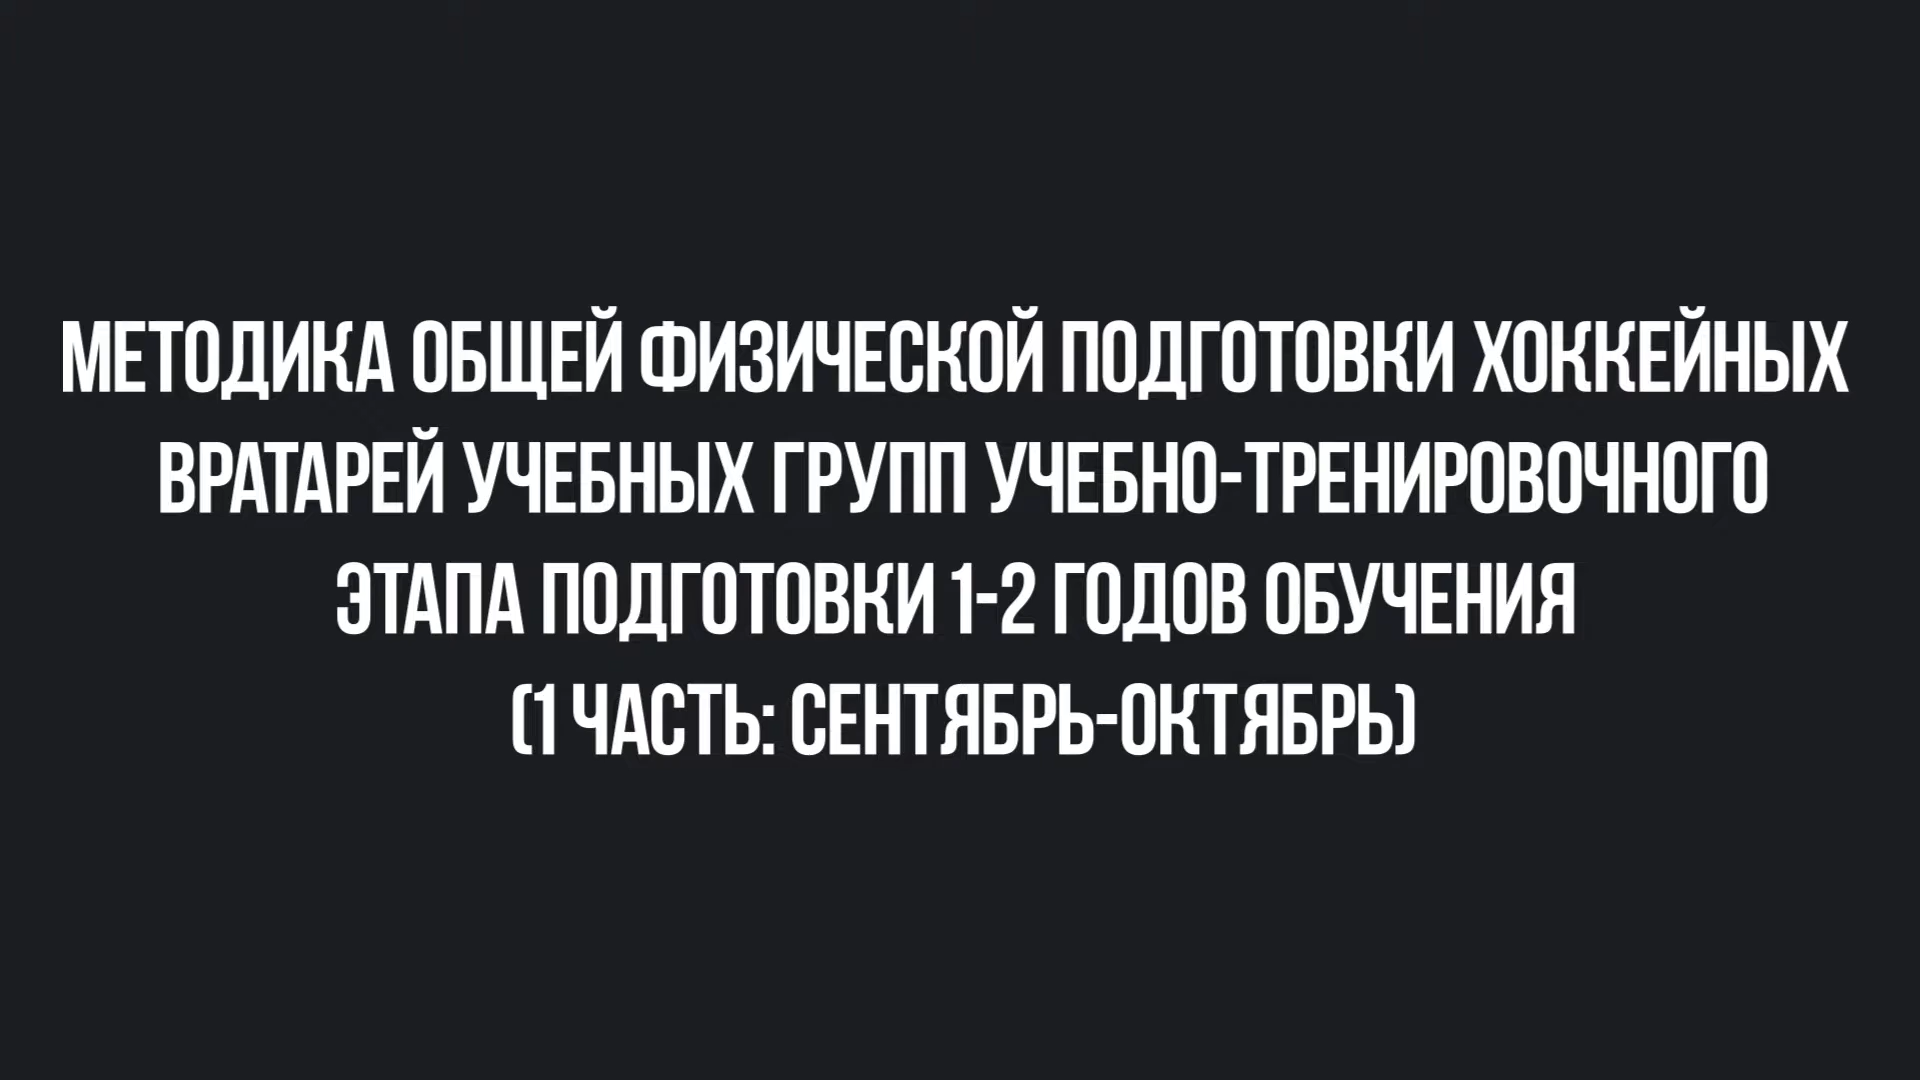 МЕТОДИКА ОБЩЕЙ ФИЗИЧЕСКОЙ ПОДГОТОВКИ ХОККЕЙНЫХ
ВРАТАРЕЙ УЧЕБНЫХ ГРУПП УЧЕБНО-ТРЕНИРОВОЧНОГО
ЭТАПА ПОДГОТОВКИ 1-2 ГОДОВ ОБУЧЕНИЯ
(1 ЧАСТЬ: СЕНТЯБРЬ-ОКТЯБРЬ)